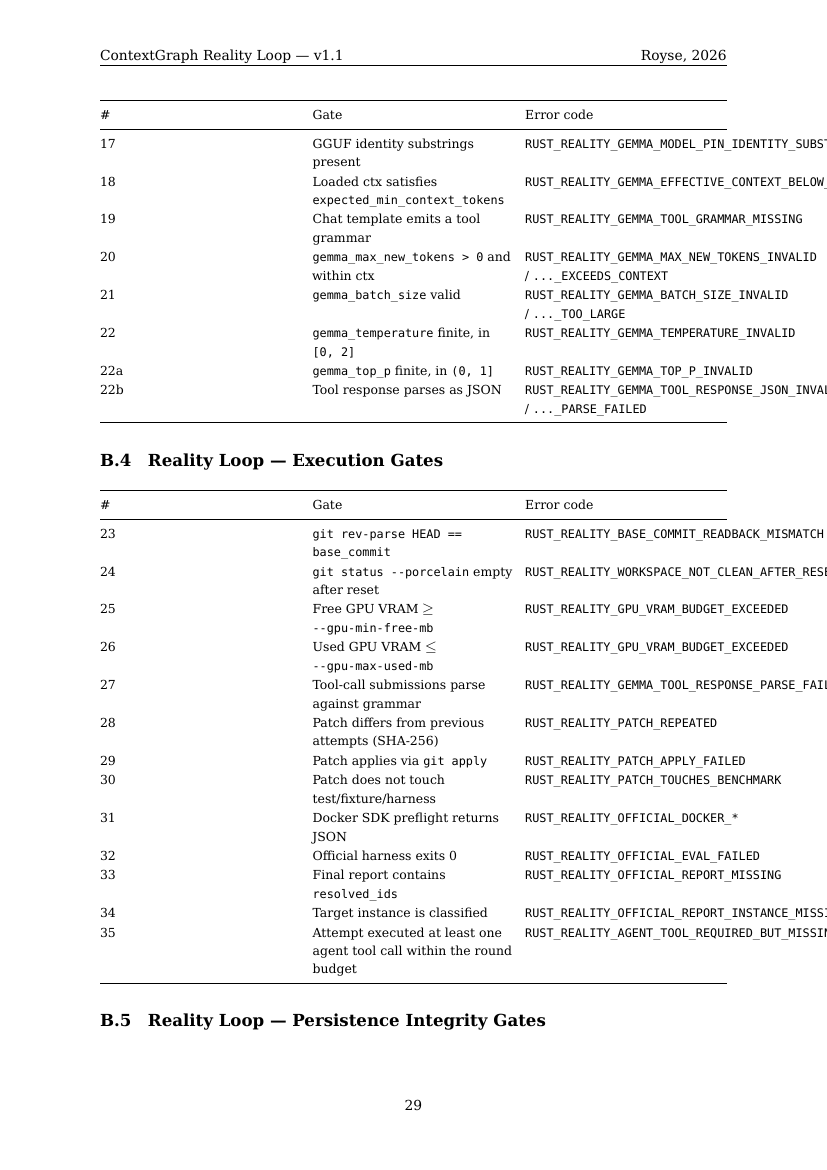 ContextGraph Reality Loop — v1.1 Royse, 2026
# Gate Error code
17 GGUF identity substrings RUST_REALITY_GEMMA_MODEL_PIN_IDENTITY_SUBST
present
18 Loaded ctx satisfies RUST_REALITY_GEMMA_EFFECTIVE_CONTEXT_BELOW_
expected_min_context_tokens
19 Chat template emits a tool RUST_REALITY_GEMMA_TOOL_GRAMMAR_MISSING
grammar
20 gemma_max_new_tokens > 0 and RUST_REALITY_GEMMA_MAX_NEW_TOKENS_INVALID
within ctx / ..._EXCEEDS_CONTEXT
21 gemma_batch_size valid RUST_REALITY_GEMMA_BATCH_SIZE_INVALID
/ ..._TOO_LARGE
22 gemma_temperature finite, in RUST_REALITY_GEMMA_TEMPERATURE_INVALID
[0, 2]
22a gemma_top_p finite, in (0, 1] RUST_REALITY_GEMMA_TOP_P_INVALID
22b Tool response parses as JSON RUST_REALITY_GEMMA_TOOL_RESPONSE_JSON_INVAL
/ ..._PARSE_FAILED
B.4 Reality Loop — Execution Gates
# Gate Error code
23 git rev-parse HEAD == RUST_REALITY_BASE_COMMIT_READBACK_MISMATCH
base_commit
24 git status --porcelain empty RUST_REALITY_WORKSPACE_NOT_CLEAN_AFTER_RESE
after reset
25 Free GPU VRAM ≥ RUST_REALITY_GPU_VRAM_BUDGET_EXCEEDED
--gpu-min-free-mb
26 Used GPU VRAM ≤ RUST_REALITY_GPU_VRAM_BUDGET_EXCEEDED
--gpu-max-used-mb
27 Tool-call submissions parse RUST_REALITY_GEMMA_TOOL_RESPONSE_PARSE_FAIL
against grammar
28 Patch differs from previous RUST_REALITY_PATCH_REPEATED
attempts (SHA-256)
29 Patch applies via git apply RUST_REALITY_PATCH_APPLY_FAILED
30 Patch does not touch RUST_REALITY_PATCH_TOUCHES_BENCHMARK
test/fixture/harness
31 Docker SDK preflight returns RUST_REALITY_OFFICIAL_DOCKER_*
JSON
32 Official harness exits 0 RUST_REALITY_OFFICIAL_EVAL_FAILED
33 Final report contains RUST_REALITY_OFFICIAL_REPORT_MISSING
resolved_ids
34 Target instance is classified RUST_REALITY_OFFICIAL_REPORT_INSTANCE_MISSI
35 Attempt executed at least one RUST_REALITY_AGENT_TOOL_REQUIRED_BUT_MISSIN
agent tool call within the round
budget
B.5 Reality Loop — Persistence Integrity Gates
29